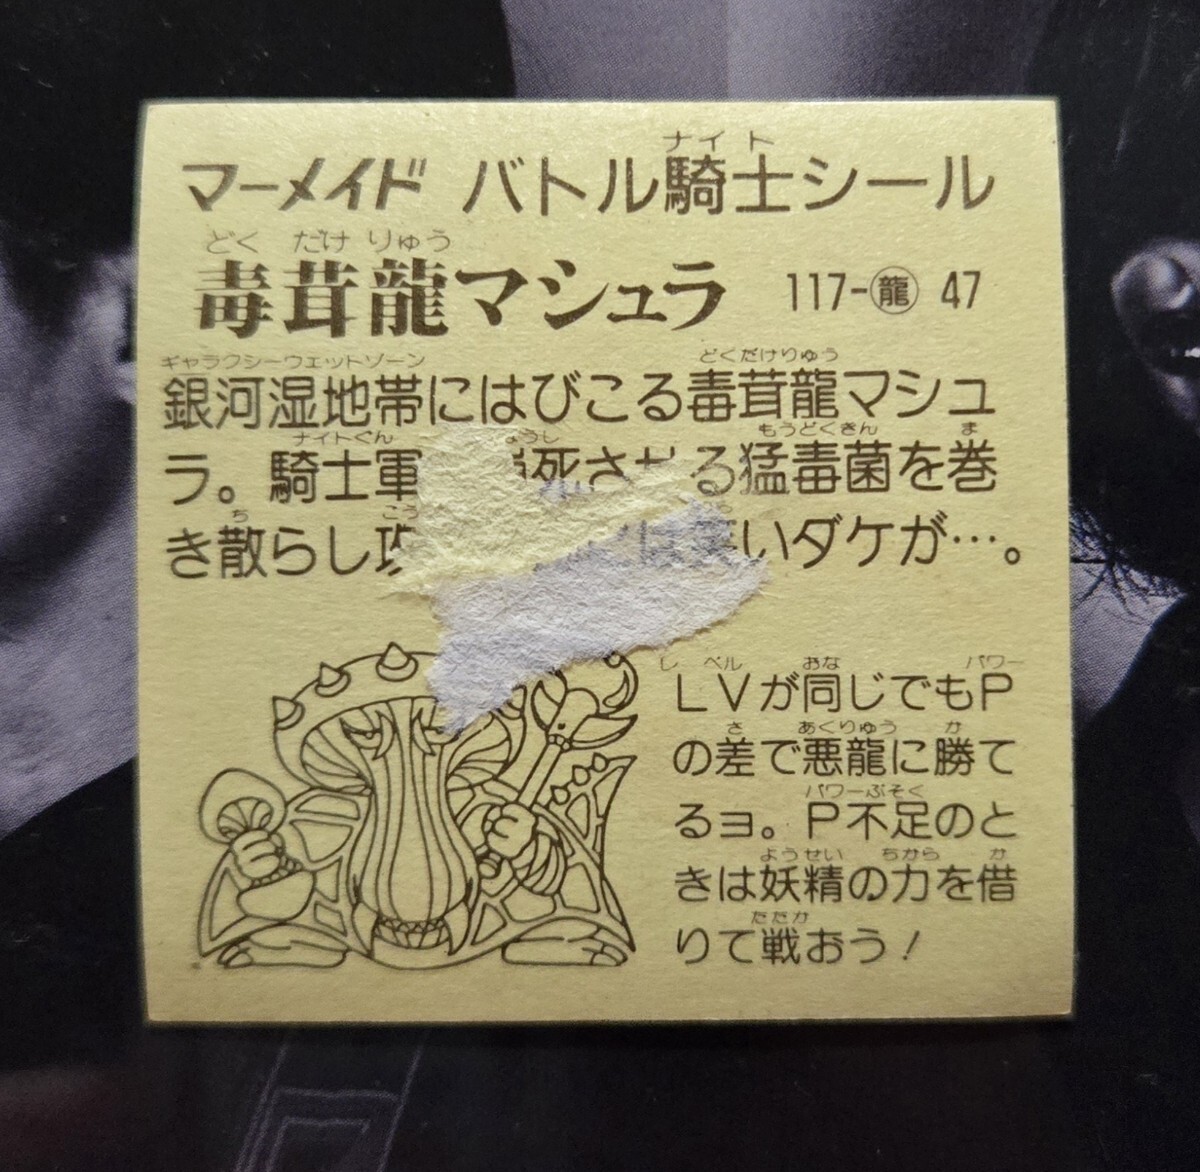 マーメイド バトル騎士シール
ナイト
どく だけ りゅう
毒茸龍マシュラ 117-㊟龍 47
ギャラクシーウェットゾーン どくだけりゅう
銀河湿地帯にはびこる毒茸龍マシュ
ナイトぐん もうどくきん ま
ラ。騎士軍 死させる猛毒菌を巻
ち
き散らし攻 は笑いダケが…。
レベル おな パワー
LVが同じでもP
さ あくりゅう か
の差で悪龍に勝て
パワーぶそく
るョ。P不足のと
ようせい ちから か
きは妖精の力を借
たたか
りて戦おう!